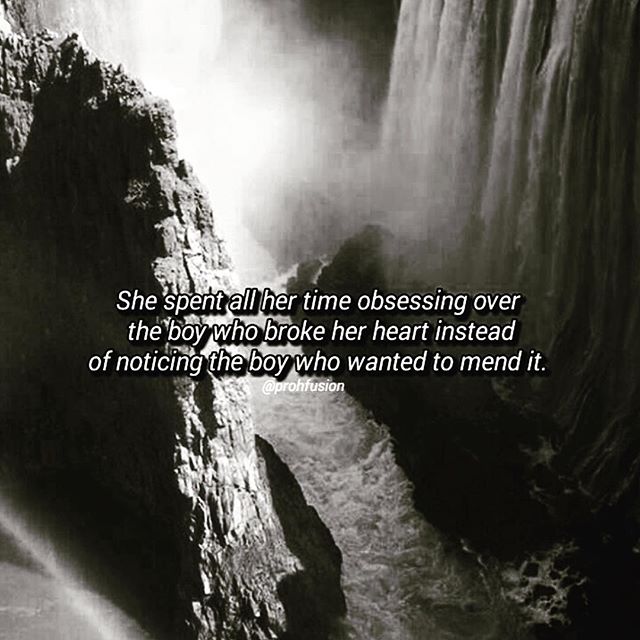 She spent all her time obsessing over
the boy who broke her heart instead
of noticing the boy who wanted to mend it.
@prohfusion